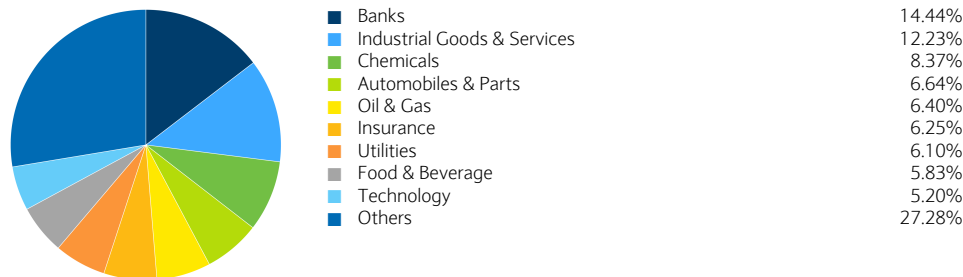 Banks 14.44%
Industrial Goods & Services 12.23%
Chemicals 8.37%
Automobiles & Parts 6.64%
Oil & Gas 6.40%
Insurance 6.25%
Utilities 6.10%
Food & Beverage 5.83%
Technology 5.20%
Others 27.28%